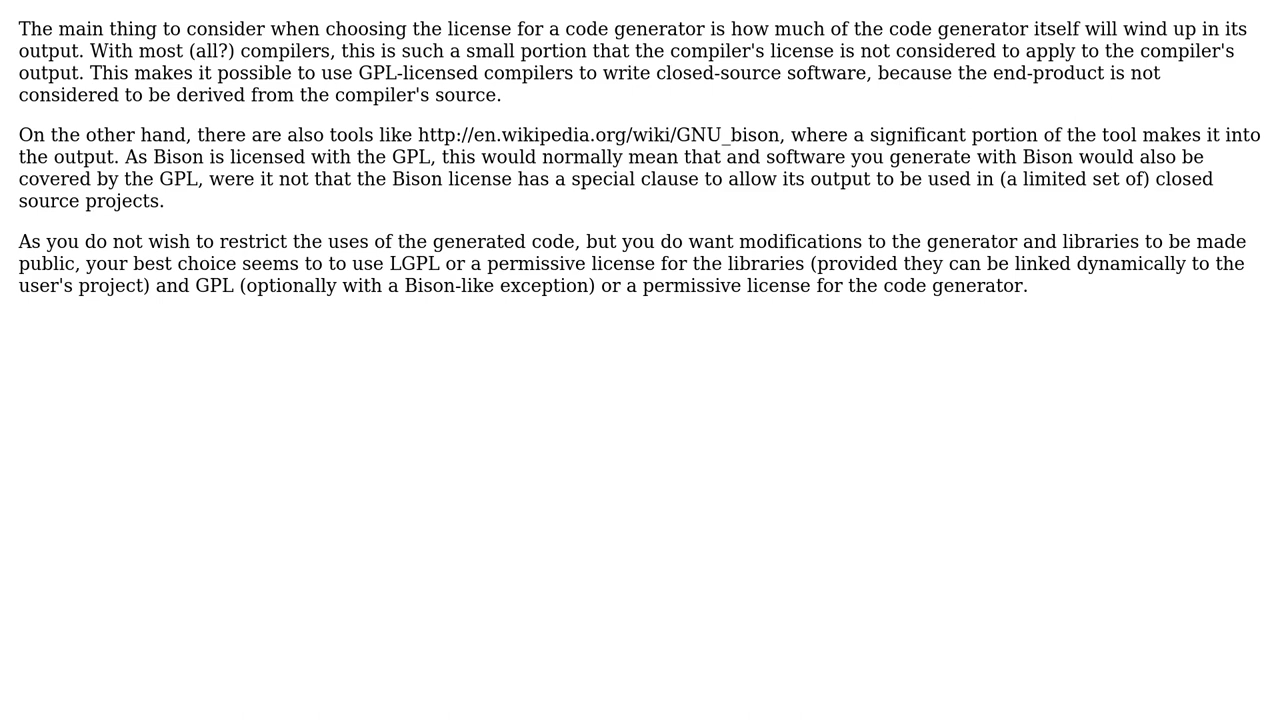 The main thing to consider when choosing the license for a code generator is how much of the code generator itself will wind up in its
output. With most (all?) compilers, this is such a small portion that the compiler's license is not considered to apply to the compiler's
output. This makes it possible to use GPL-licensed compilers to write closed-source software, because the end-product is not
considered to be derived from the compiler's source.
On the other hand, there are also tools like http://en.wikipedia.org/wiki/GNU_bison, where a significant portion of the tool makes it into
the output. As Bison is licensed with the GPL, this would normally mean that and software you generate with Bison would also be
covered by the GPL, were it not that the Bison license has a special clause to allow its output to be used in (a limited set of) closed
source projects.
As you do not wish to restrict the uses of the generated code, but you do want modifications to the generator and libraries to be made
public, your best choice seems to to use LGPL or a permissive license for the libraries (provided they can be linked dynamically to the
user's project) and GPL (optionally with a Bison-like exception) or a permissive license for the code generator.